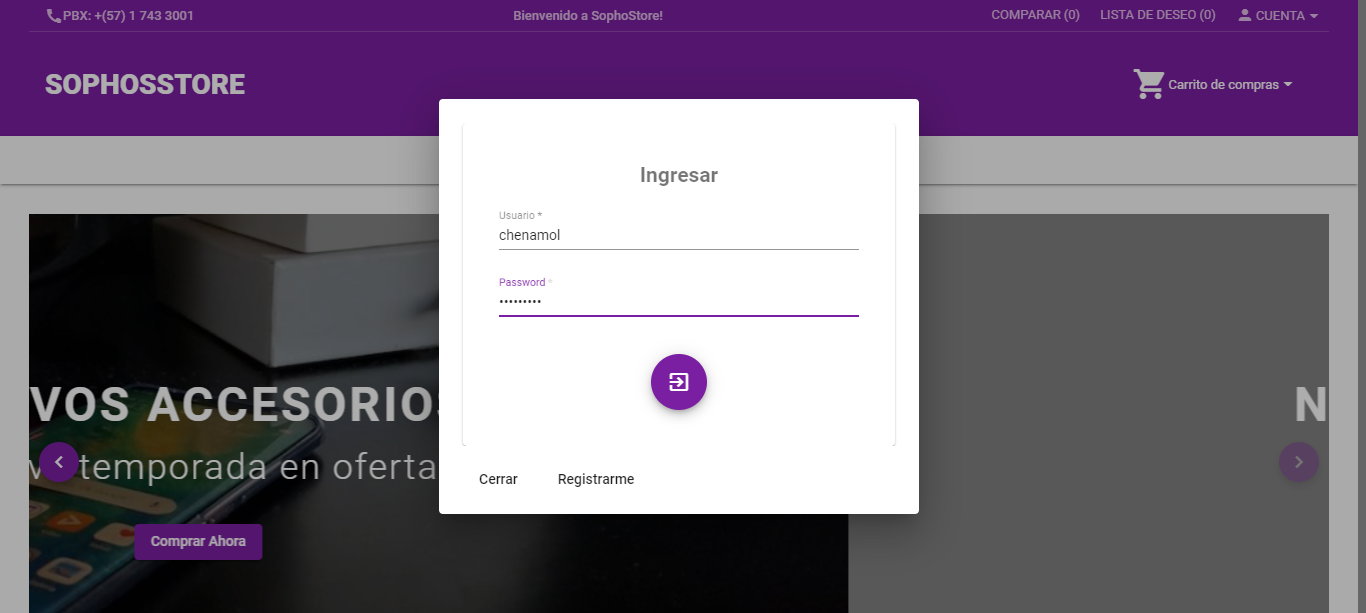 PBX: +(57) 1 743 3001
Bienvenido a SophoStore!
COMPARAR (0)
LISTA DE DESEO (0)
CUENTA
SOPHOSSTORE
Carrito de compras
Ingresar
Usuario *
chenamol
Password *
•••••••••
VOS ACCESORIOS
N
temporada en oferta
Cerrar
Registrarme
Comprar Ahora